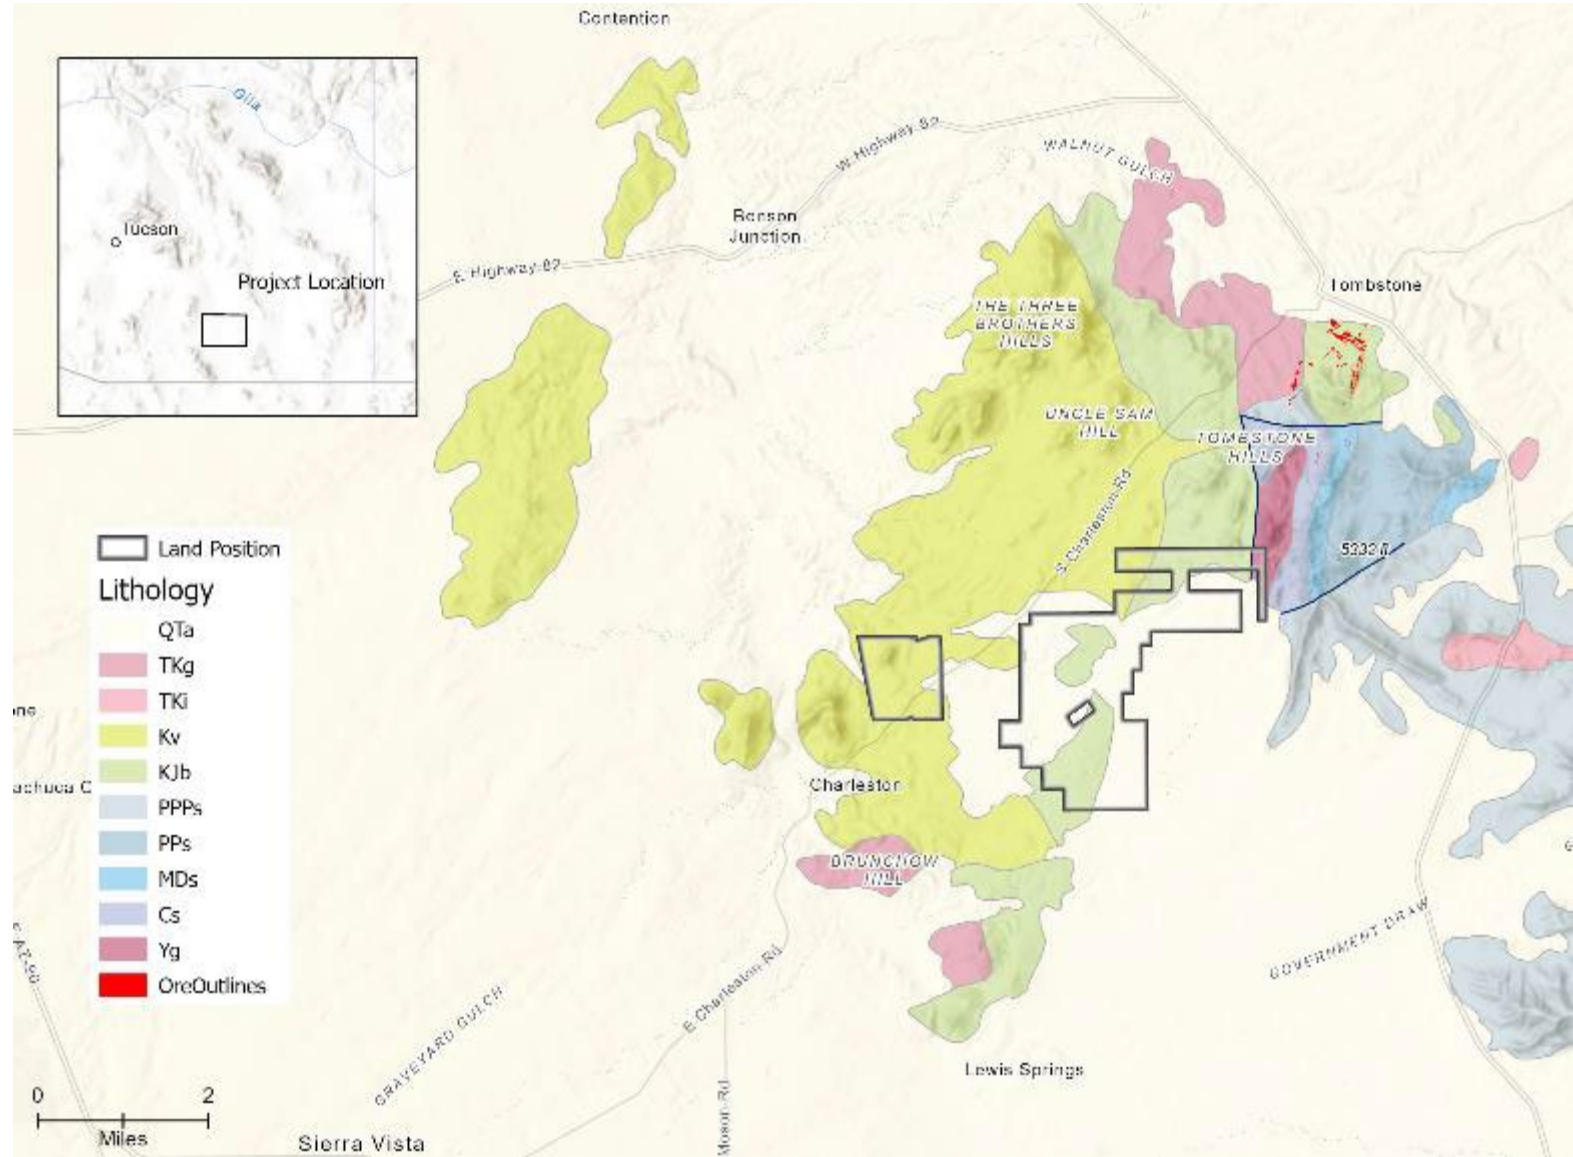 Contention
Gila
Tucson
Project Location
W Highway 82
WALNUT GULCH
Benson
Junction
E Highway 82
Tombstone
THE THREE
BROTHERS
HILLS
UNCLE SAM
HILL
TOMBSTONE
HILLS
S Charleston Rd
Land Position
Lithology
QTa
TKg
TKi
Kv
KJb
PPPs
PPs
MDs
Cs
Yg
OreOutlines
Charleston
BRUNCHOW
HILL
achuca C
GOVERNMENT DRAW
E Charleston Rd
GRAVEYARD GULCH
Lewis Springs
Moson Rd
0 2
Miles
Sierra Vista